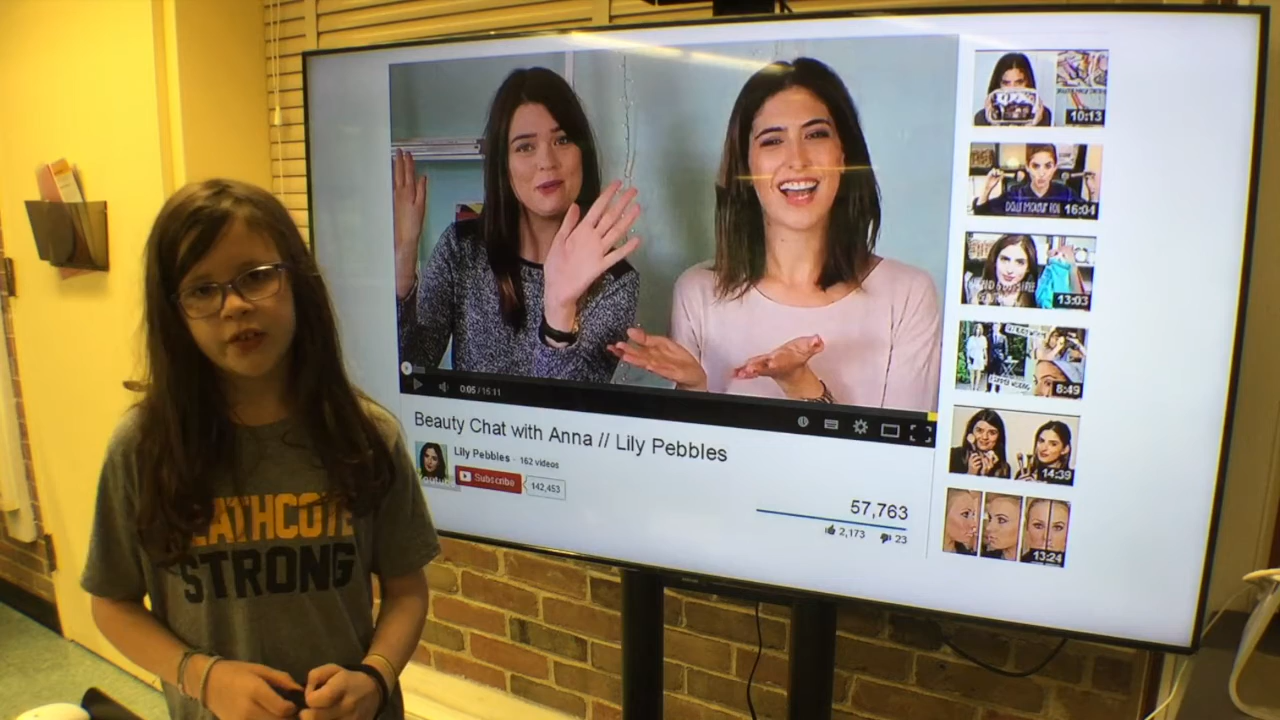 HEATHCOTE
STRONG
0:05 / 16:11
Beauty Chat with Anna // Lily Pebbles
Lily Pebbles · 162 videos
Subscribe
142,453
57,763
2,173
23
10:13
16:04
13:03
8:49
14:39
13:24